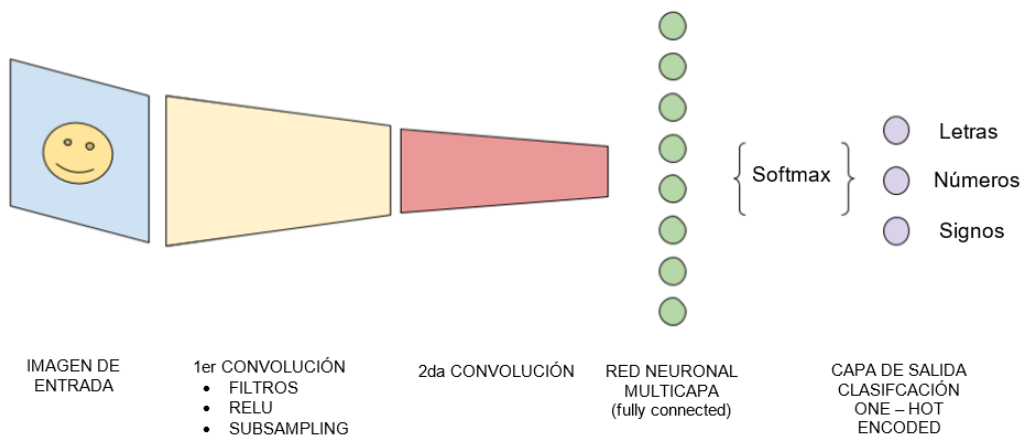 Softmax
Letras
Números
Signos
IMAGEN DE
ENTRADA
1er CONVOLUCIÓN
• FILTROS
• RELU
• SUBSAMPLING
2da CONVOLUCIÓN
RED NEURONAL
MULTICAPA
(fully connected)
CAPA DE SALIDA
CLASIFCACIÓN
ONE – HOT
ENCODED